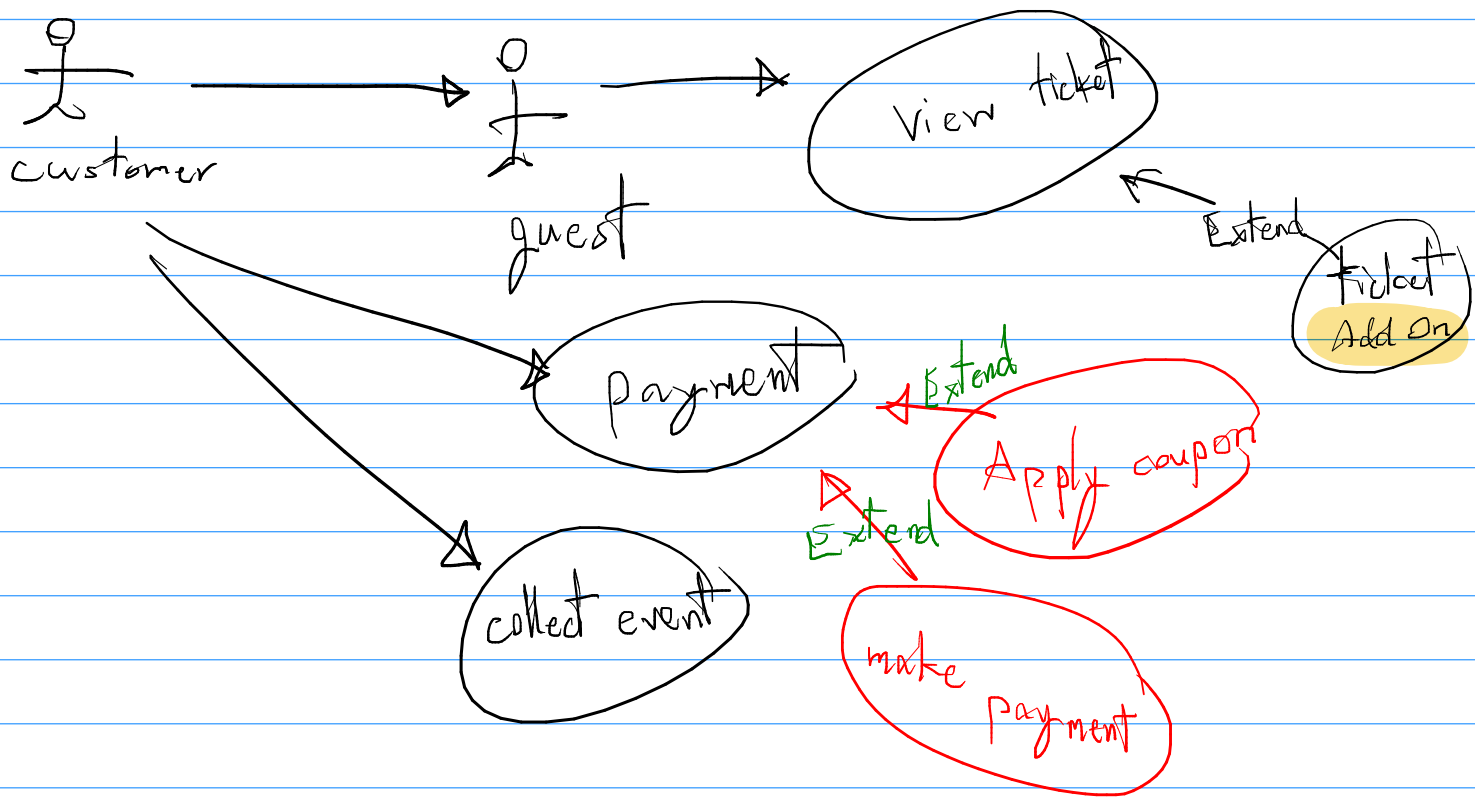 View ticket
customer
guest
Extend
ticket
Add On
payment
Extend
Apply coupon
Extend
collect event
make
payment